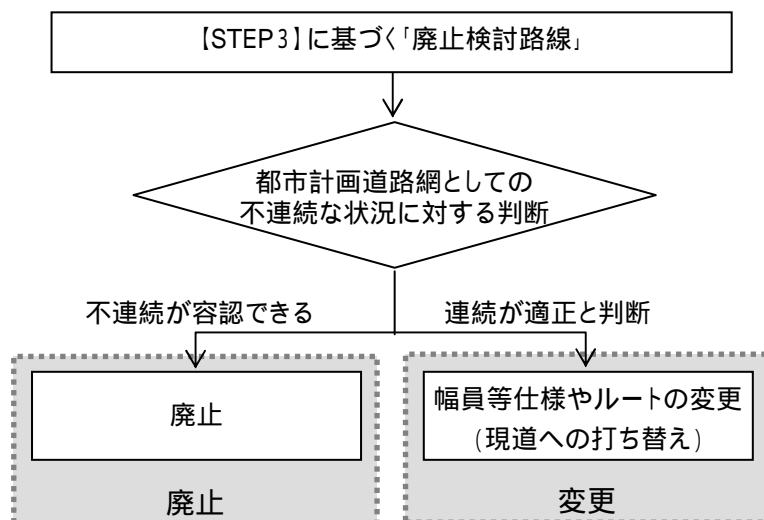 【STEP3】に基づく「廃止検討路線」
都市計画道路網としての
不連続な状況に対する判断
不連続が容認できる
連続が適正と判断
廃止
幅員等仕様やルートの変更
(現道への打ち替え)
廃止
変更